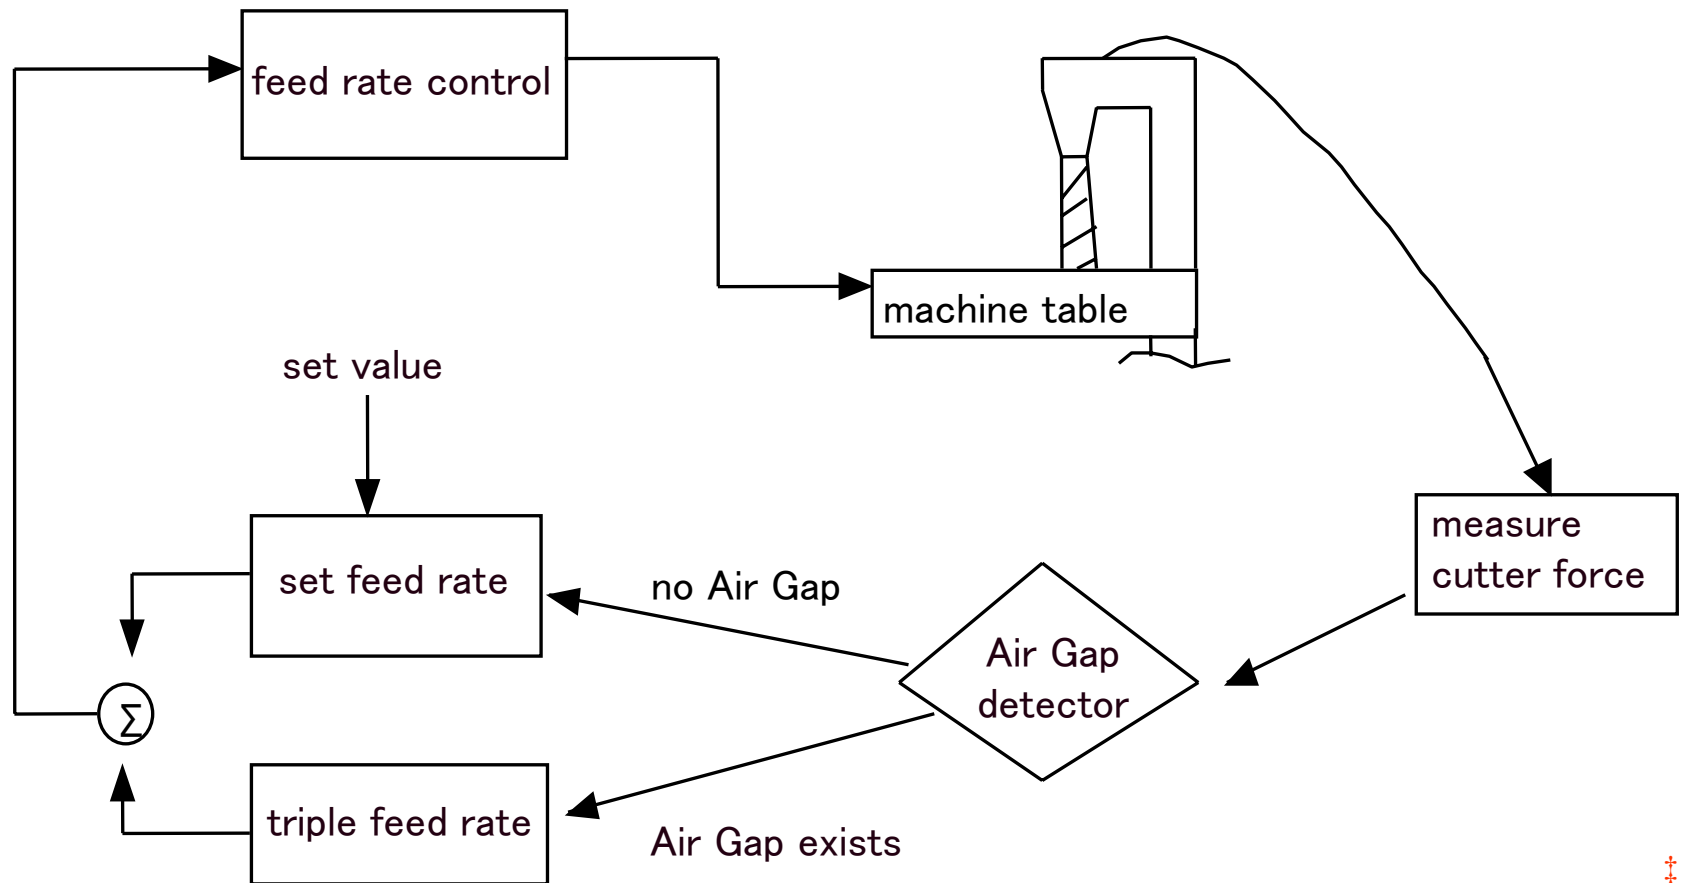 feed rate control
machine table
set value
measure
cutter force
set feed rate
no Air Gap
Air Gap
detector
Σ
triple feed rate
Air Gap exists
‡